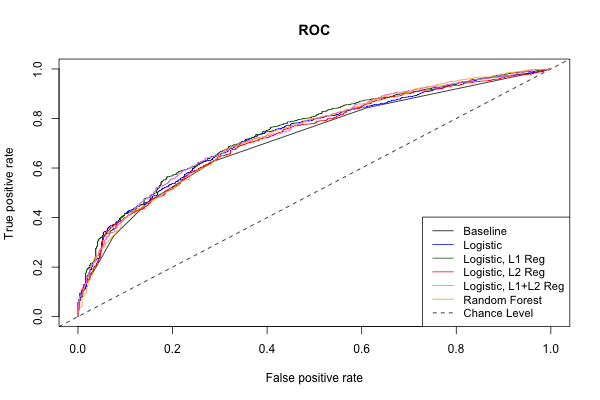 ROC
True positive rate
1.0
0.8
0.6
0.4
0.2
0.0
Baseline
Logistic
Logistic, L1 Reg
Logistic, L2 Reg
Logistic, L1+L2 Reg
Random Forest
Chance Level
0.0 0.2 0.4 0.6 0.8 1.0
False positive rate